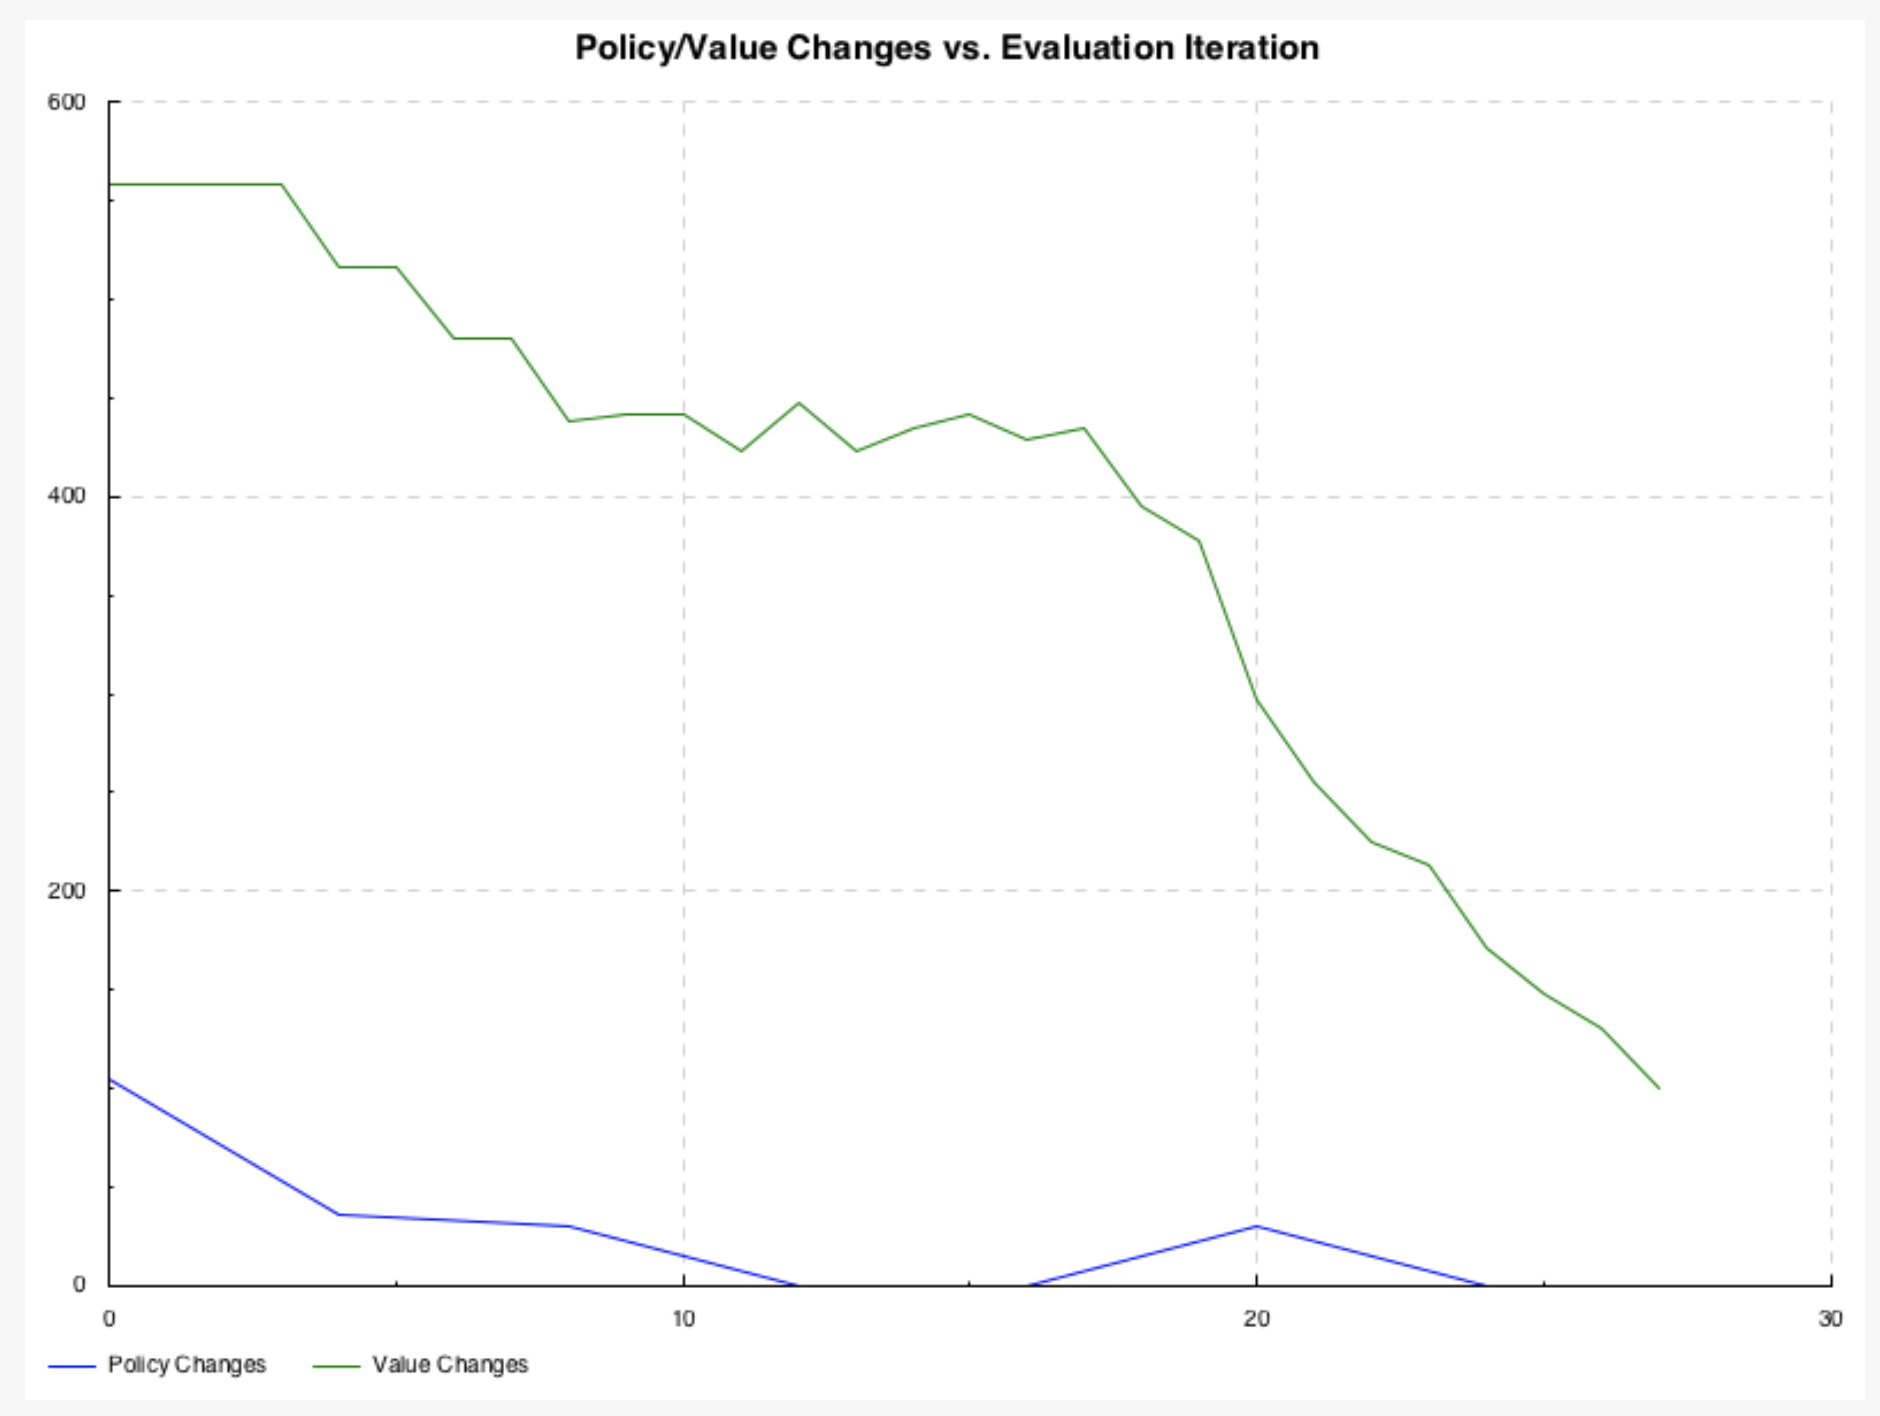 Policy/Value Changes vs. Evaluation Iteration
600
400
200
0
0 10 20 30
Policy Changes Value Changes